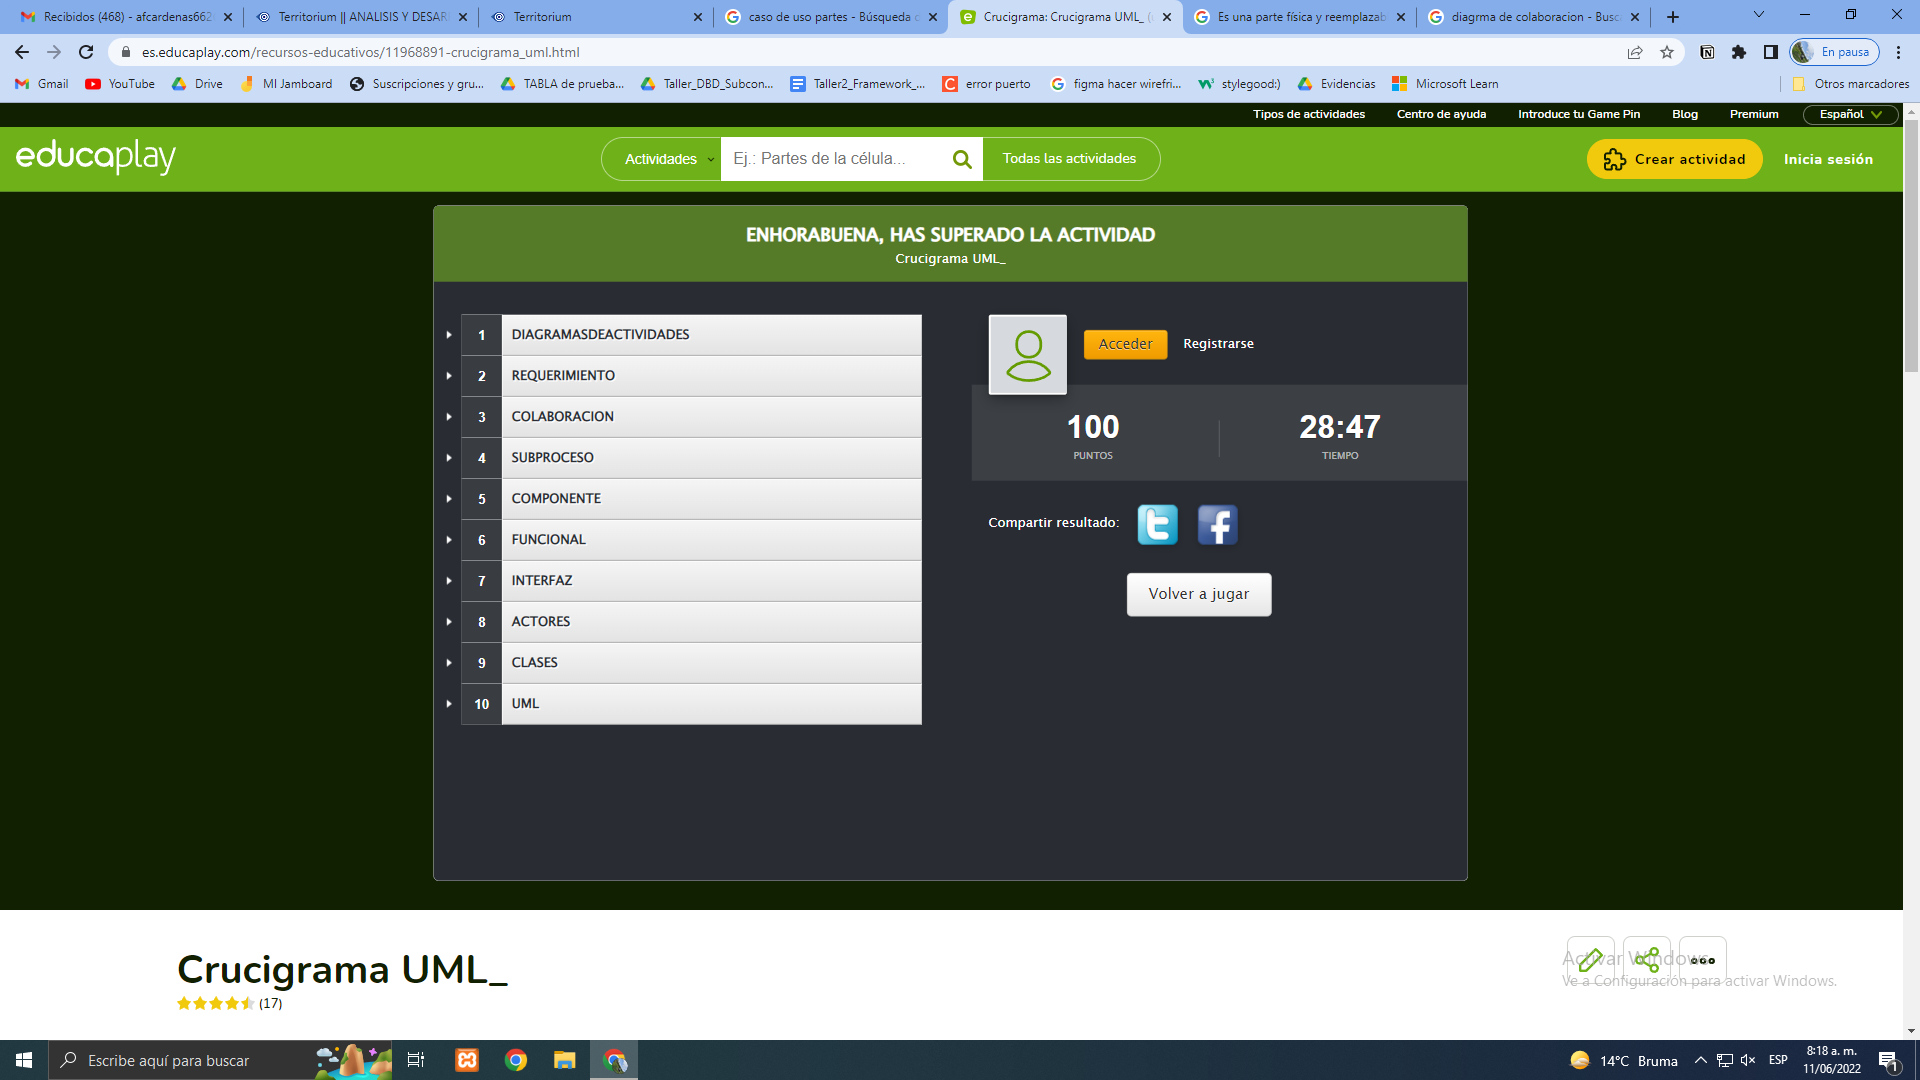 Recibidos (468) - afcardenas662
Territorium || ANALISIS Y DESAR
Territorium
caso de uso partes - Búsqueda d
Crucigrama: Crucigrama UML_ (
Es una parte física y reemplazab
diagrma de colaboracion - Busc
es.educaplay.com/recursos-educativos/11968891-crucigrama_uml.html
En pausa
Gmail
YouTube
Drive
MI Jamboard
Suscripciones y gru...
TABLA de prueba...
Taller_DBD_Subcon...
Taller2_Framework_...
error puerto
figma hacer wirefri...
stylegood:)
Evidencias
Microsoft Learn
Otros marcadores
Tipos de actividades
Centro de ayuda
Introduce tu Game Pin
Blog
Premium
Español
educaplay
Actividades
Ej.: Partes de la célula...
Todas las actividades
Crear actividad
Inicia sesión
ENHORABUENA, HAS SUPERADO LA ACTIVIDAD
Crucigrama UML_
1 DIAGRAMASDEACTIVIDADES
2 REQUERIMIENTO
3 COLABORACION
4 SUBPROCESO
5 COMPONENTE
6 FUNCIONAL
7 INTERFAZ
8 ACTORES
9 CLASES
10 UML
Acceder
Registrarse
100
PUNTOS
28:47
TIEMPO
Compartir resultado:
Volver a jugar
Crucigrama UML_
(17)
Activar Windows
Ve a Configuración para activar Windows.
Escribe aquí para buscar
14°C Bruma
ESP
8:18 a. m.
11/06/2022
1